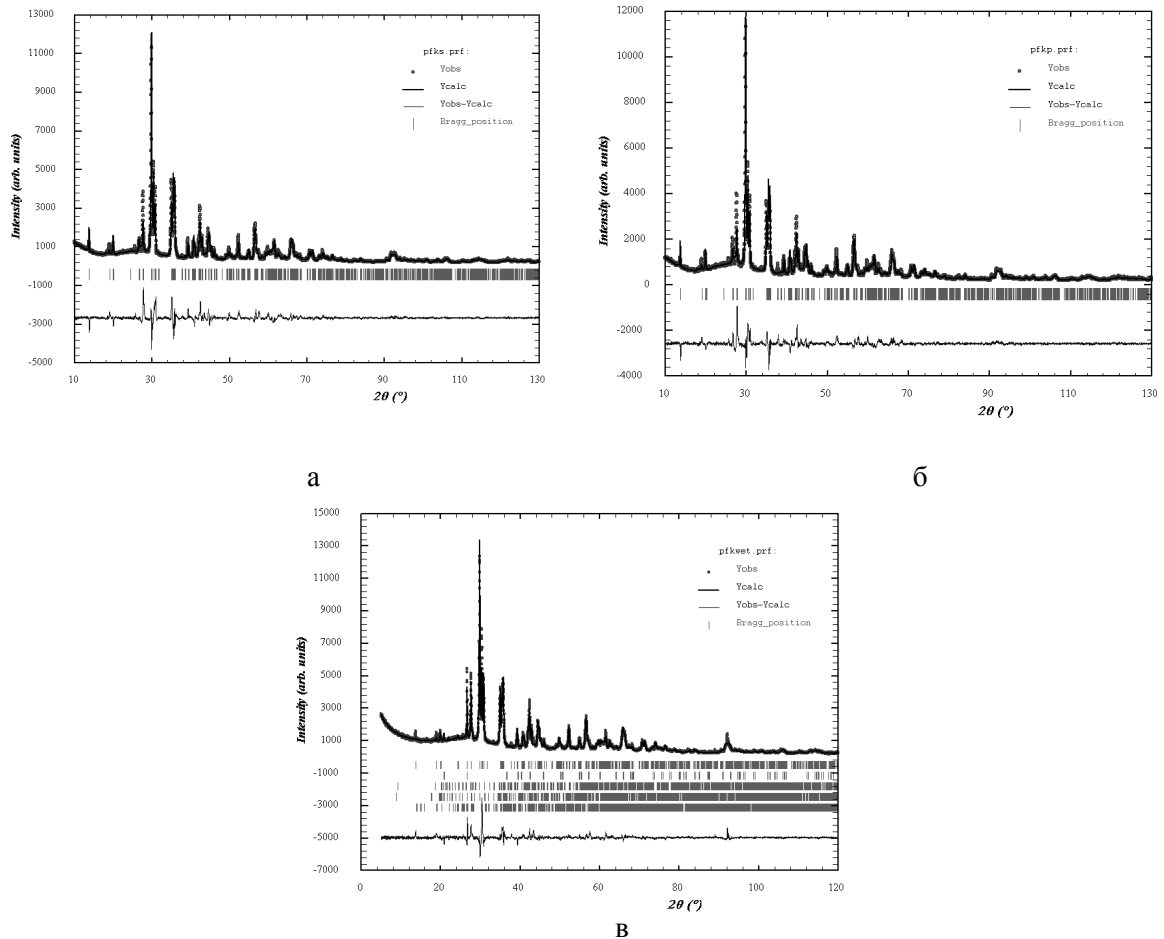 13000
11000
9000
7000
5000
3000
1000
-1000
-3000
-5000
10 30 50 70 90 110 130
2θ (°)
Intensity (arb. units)
pfks.prf:
Yobs
Ycalc
Yobs-Ycalc
Bragg_position
а
12000
10000
8000
6000
4000
2000
0
-2000
-4000
10 30 50 70 90 110 130
2θ (°)
Intensity (arb. units)
pfkp.prf:
Yobs
Ycalc
Yobs-Ycalc
Bragg_position
б
15000
13000
11000
9000
7000
5000
3000
1000
-1000
-3000
-5000
-7000
0 20 40 60 80 100 120
2θ (°)
Intensity (arb. units)
pfkwet.prf:
Yobs
Ycalc
Yobs-Ycalc
Bragg_position
в